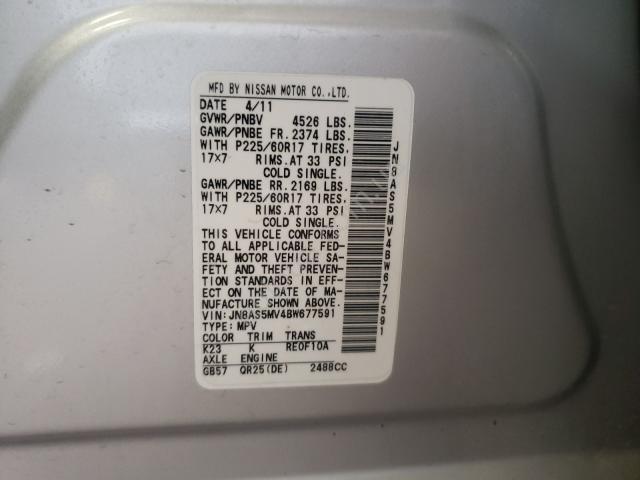 MFD BY NISSAN MOTOR CO.,LTD.
DATE 4/11
GVWR/PNBV 4526 LBS.
GAWR/PNBE FR. 2374 LBS.
WITH P225/60R17 TIRES,
17X7 RIMS.AT 33 PSI
COLD SINGLE.
GAWR/PNBE RR. 2169 LBS.
WITH P225/60R17 TIRES,
17X7 RIMS.AT 33 PSI
COLD SINGLE.
THIS VEHICLE CONFORMS
TO ALL APPLICABLE FED-
ERAL MOTOR VEHICLE SA-
FETY AND THEFT PREVEN-
TION STANDARDS IN EFF-
ECT ON THE DATE OF MA-
NUFACTURE SHOWN ABOVE.
VIN:JN8AS5MV4BW677591
TYPE:MPV
COLOR TRIM TRANS
K23 K RE0F10A
AXLE ENGINE
GB57 QR25(DE) 2488CC
JN8AS5MV4BW677591